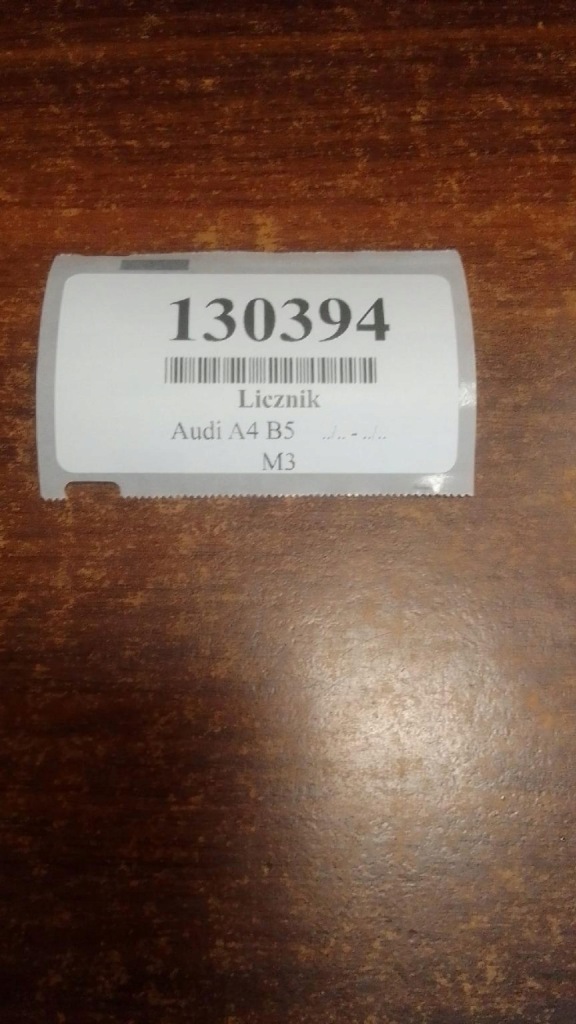 130394
Licznik
Audi A4 B5 ../.. - ../..
M3